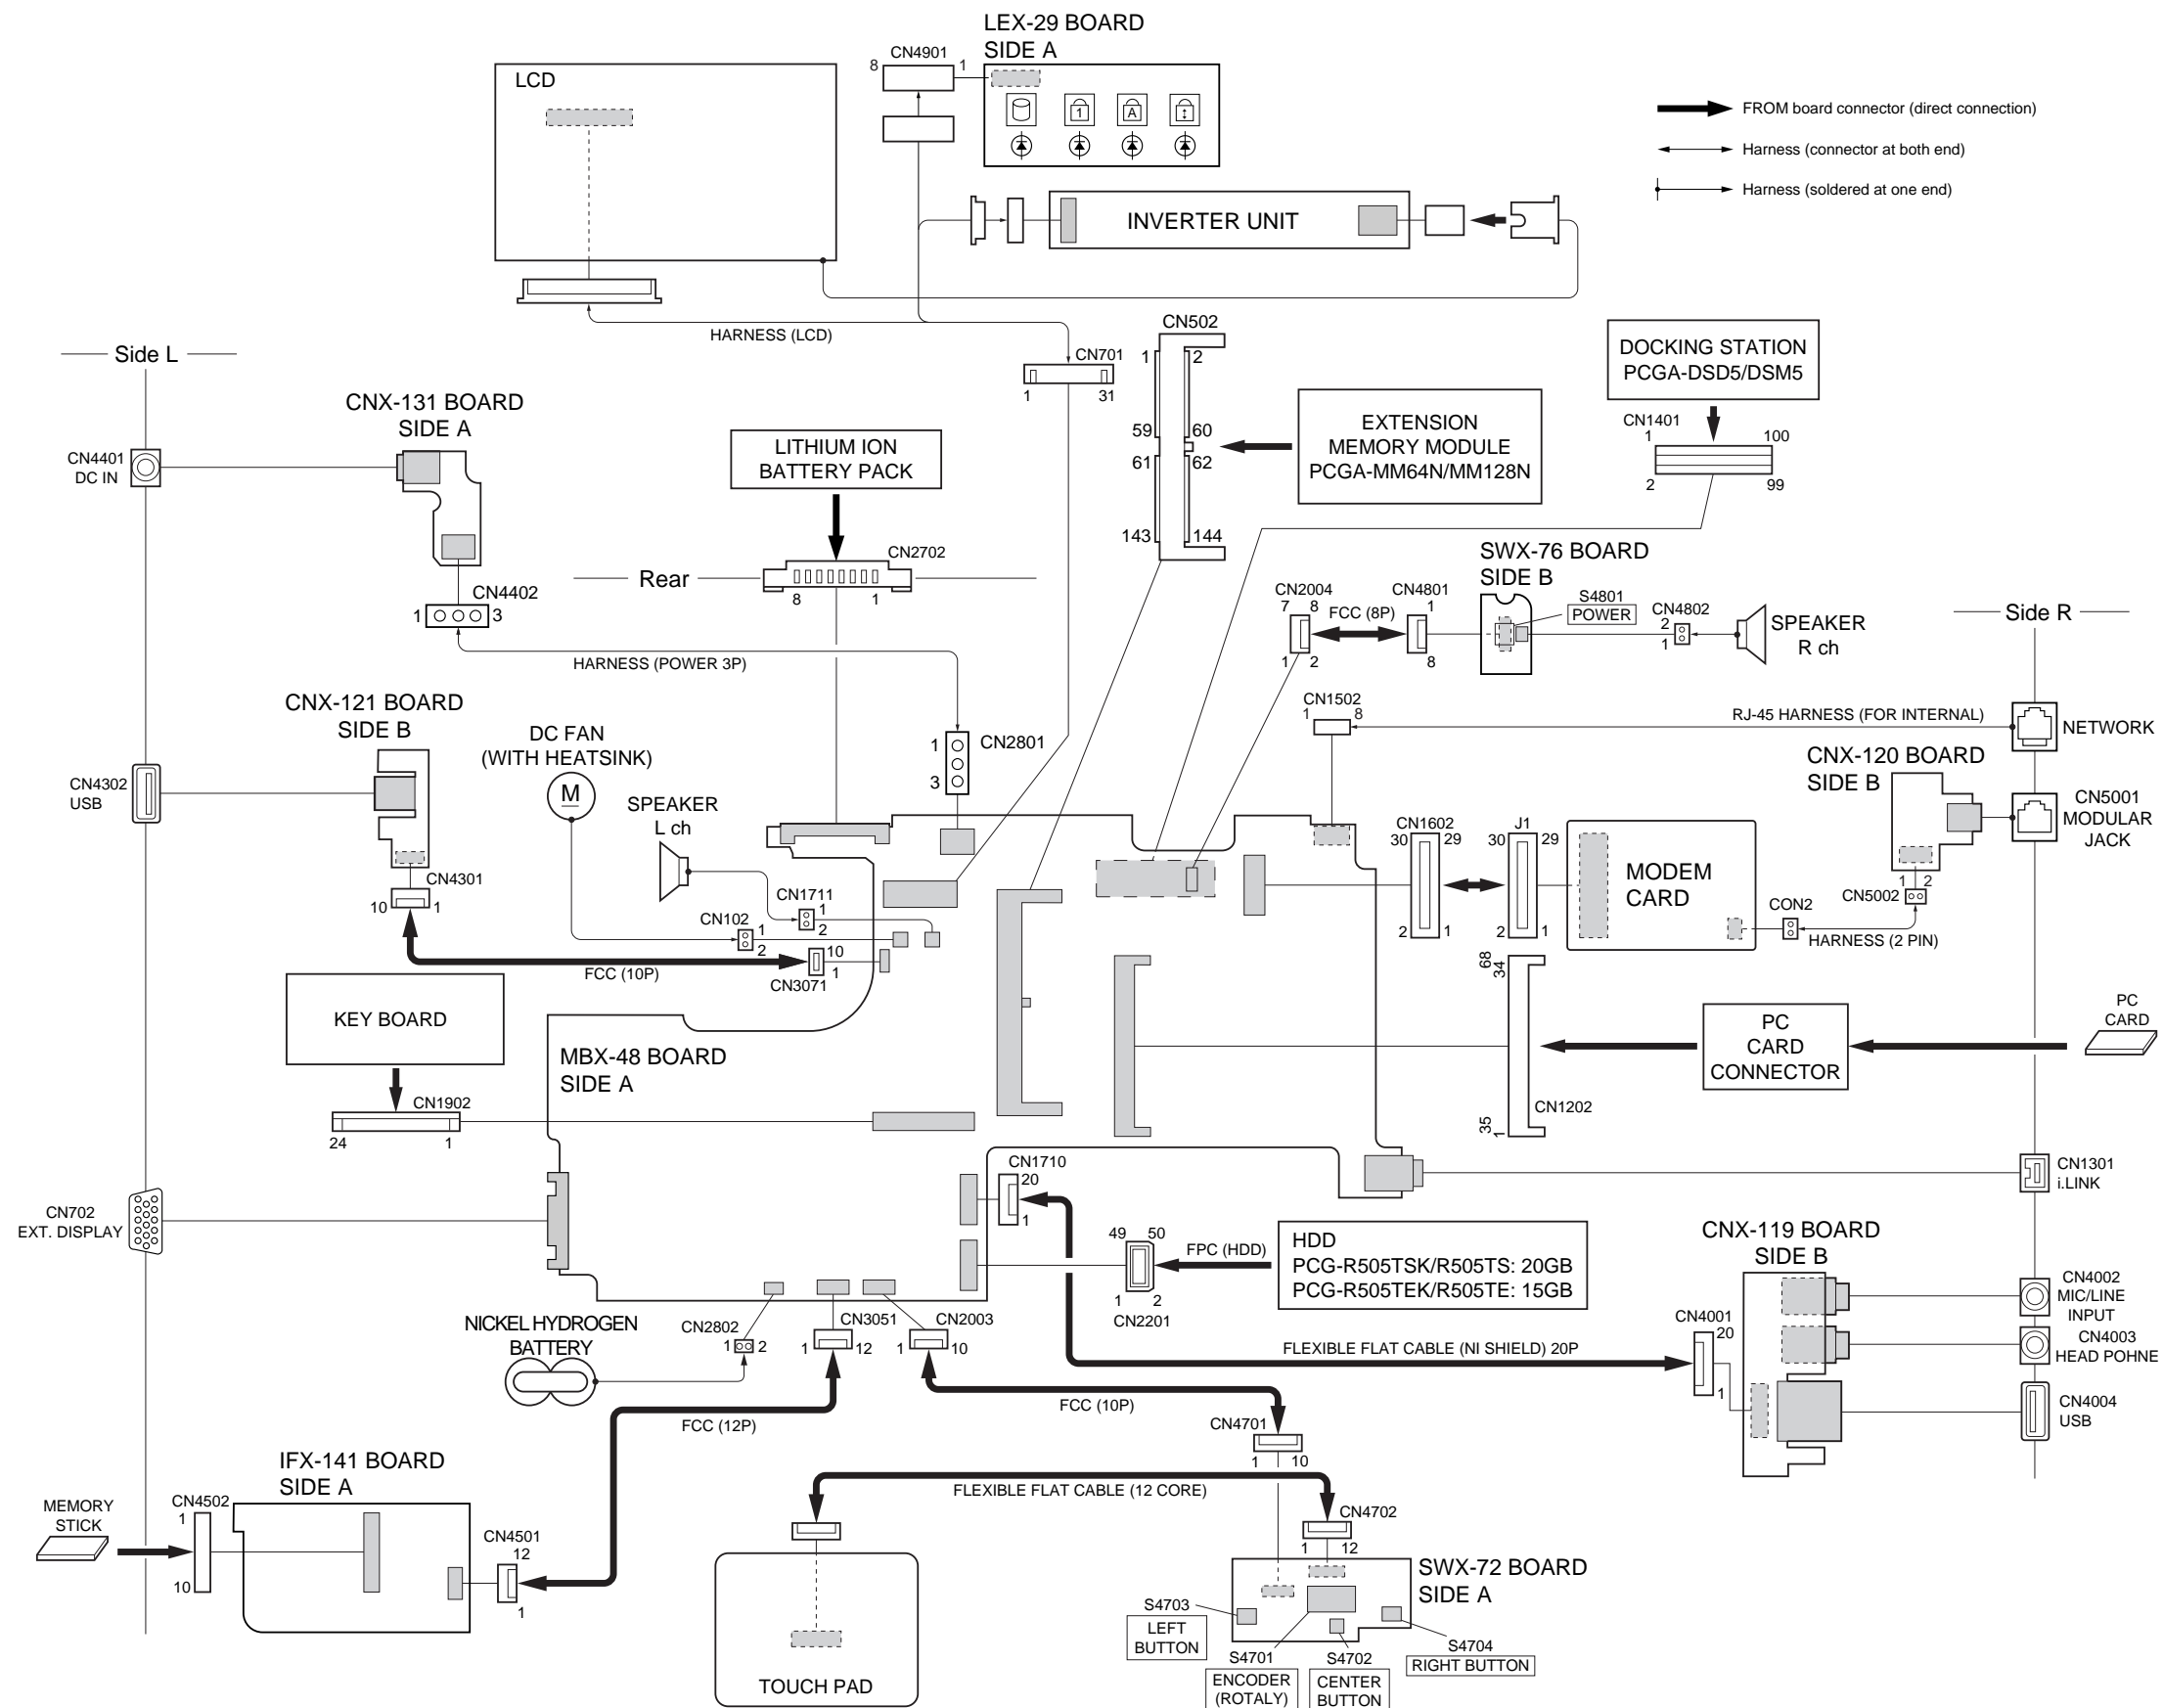 LEX-29 BOARD
SIDE A
CN4901
8
1
LCD
1
A
FROM board connector (direct connection)
Harness (connector at both end)
Harness (soldered at one end)
INVERTER UNIT
HARNESS (LCD)
CN502
1
2
59
60
61
62
143
144
CN701
1
31
DOCKING STATION
PCGA-DSD5/DSM5
CN1401
1
100
2
99
EXTENSION
MEMORY MODULE
PCGA-MM64N/MM128N
Side L
CNX-131 BOARD
SIDE A
CN4401
DC IN
LITHIUM ION
BATTERY PACK
CN2702
Rear
8
1
CN4402
1
3
HARNESS (POWER 3P)
SWX-76 BOARD
SIDE B
CN2004
7
8
1
2
FCC (8P)
CN4801
1
8
S4801
POWER
CN4802
2
1
SPEAKER
R ch
Side R
CNX-121 BOARD
SIDE B
CN4302
USB
DC FAN
(WITH HEATSINK)
M
SPEAKER
L ch
CN2801
1
3
CN1502
1
8
RJ-45 HARNESS (FOR INTERNAL)
NETWORK
CNX-120 BOARD
SIDE B
CN5001
MODULAR
JACK
CN1602
30
29
2
1
J1
30
29
2
1
MODEM
CARD
CON2
1
2
CN5002
HARNESS (2 PIN)
CN4301
10
1
CN1711
1
2
CN102
1
2
10
1
CN3071
FCC (10P)
KEY BOARD
MBX-48 BOARD
SIDE A
68
34
35
1
CN1202
PC
CARD
CONNECTOR
PC
CARD
CN1902
24
1
CN702
EXT. DISPLAY
CN1710
20
1
CN1301
i.LINK
49
50
1
2
CN2201
FPC (HDD)
HDD
PCG-R505TSK/R505TS: 20GB
PCG-R505TEK/R505TE: 15GB
CNX-119 BOARD
SIDE B
CN4002
MIC/LINE
INPUT
CN4003
HEAD POHNE
CN4004
USB
CN4001
20
1
NICKEL HYDROGEN
BATTERY
CN2802
1
2
CN3051
1
12
CN2003
1
10
FLEXIBLE FLAT CABLE (NI SHIELD) 20P
FCC (12P)
FCC (10P)
CN4701
1
10
IFX-141 BOARD
SIDE A
MEMORY
STICK
CN4502
1
10
CN4501
12
1
FLEXIBLE FLAT CABLE (12 CORE)
CN4702
1
12
SWX-72 BOARD
SIDE A
TOUCH PAD
S4703
LEFT
BUTTON
S4701
ENCODER
(ROTALY)
S4702
CENTER
BUTTON
S4704
RIGHT BUTTON